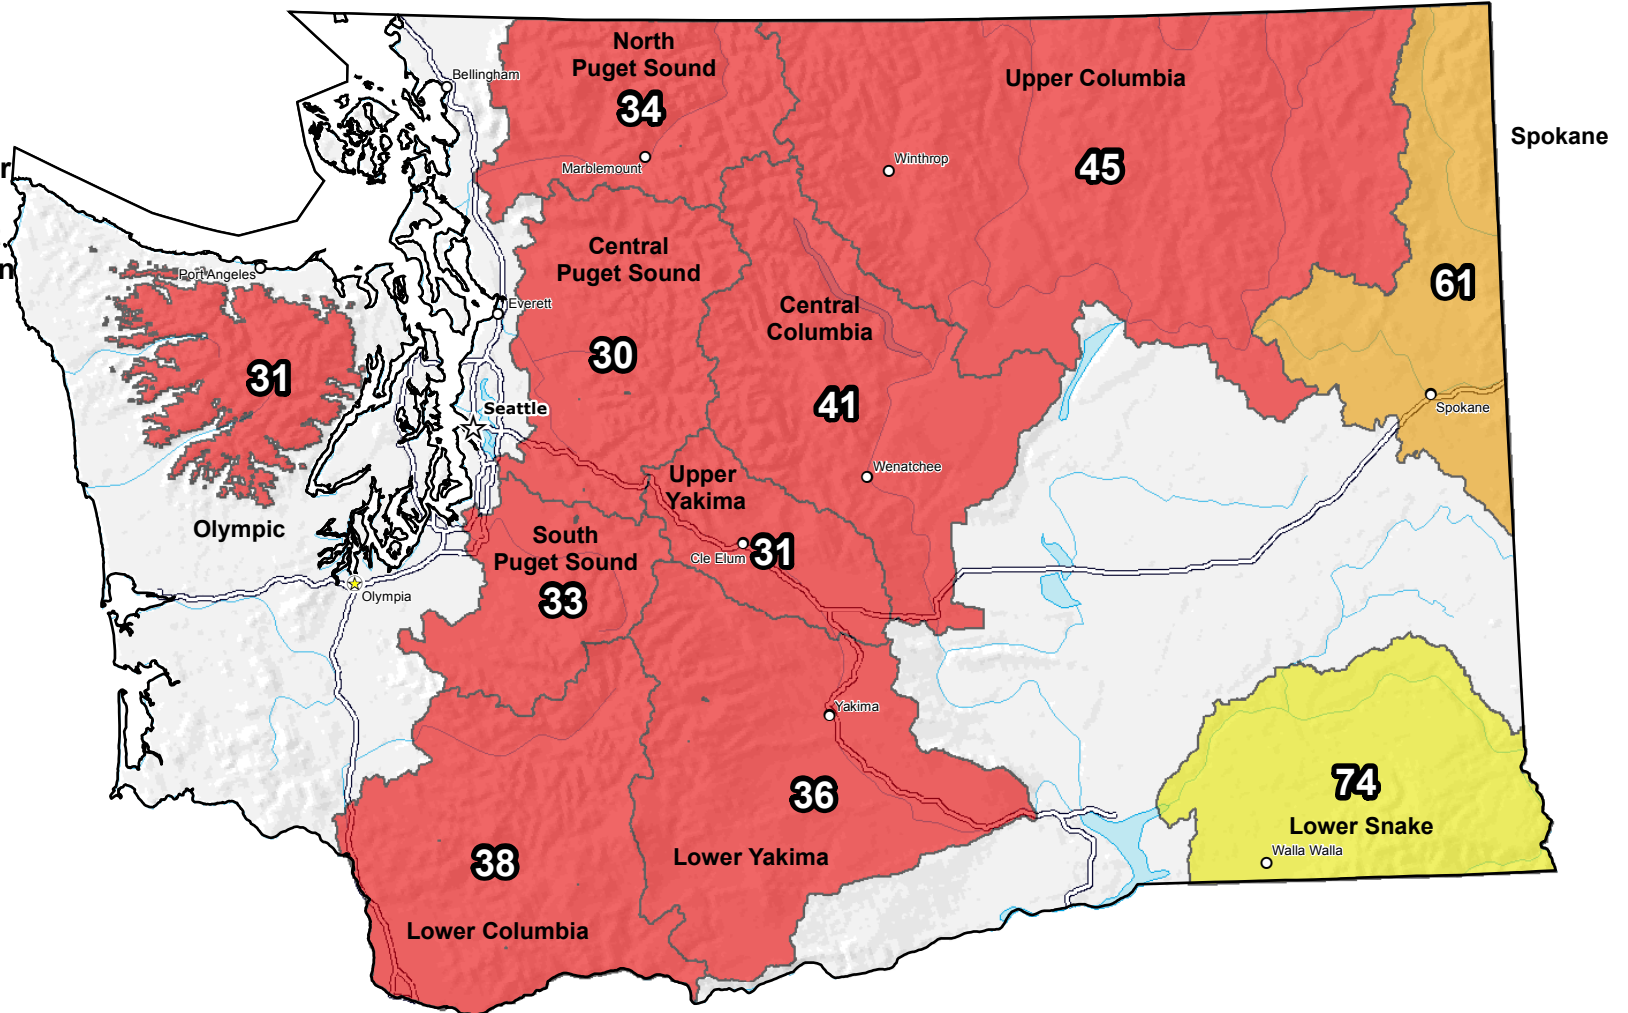 North
Puget Sound
34
Bellingham
Marblemount
Upper Columbia
45
Winthrop
Spokane
61
r
n
Port Angeles
Central
Puget Sound
30
Everett
Central
Columbia
41
31
Seattle
Spokane
Wenatchee
Upper
Yakima
31
Cle Elum
Olympic
South
Puget Sound
33
Olympia
Yakima
36
Lower Yakima
74
Lower Snake
Walla Walla
38
Lower Columbia